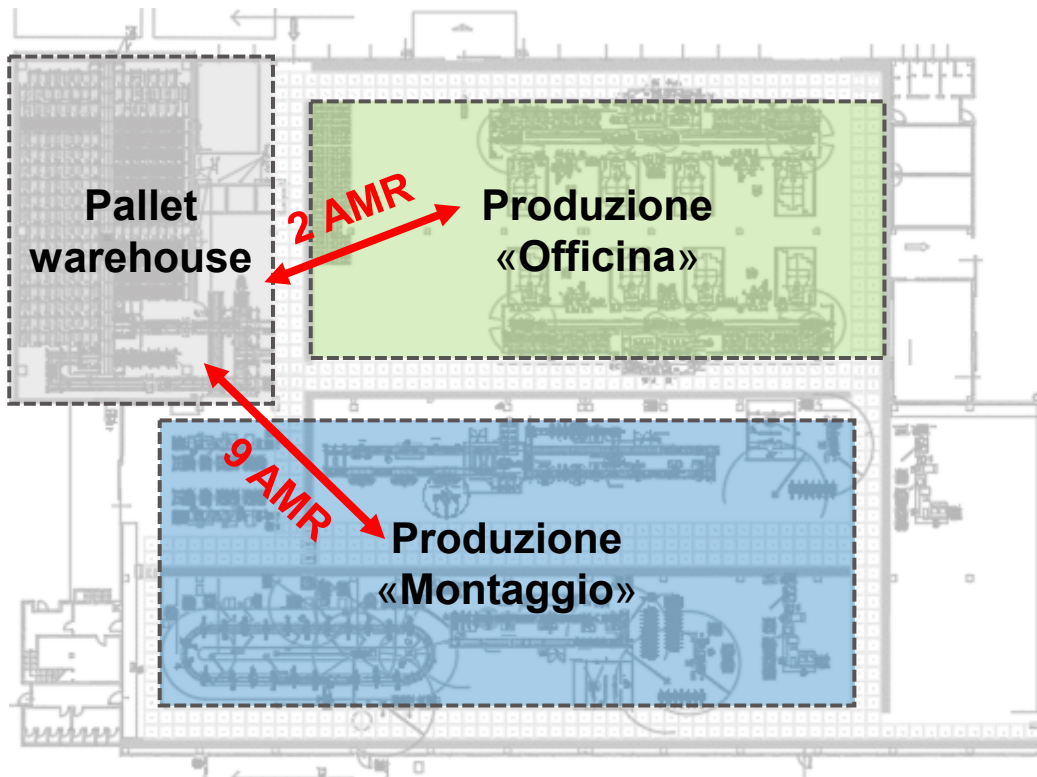 Pallet
warehouse
2 AMR
Produzione
«Officina»
9 AMR
Produzione
«Montaggio»